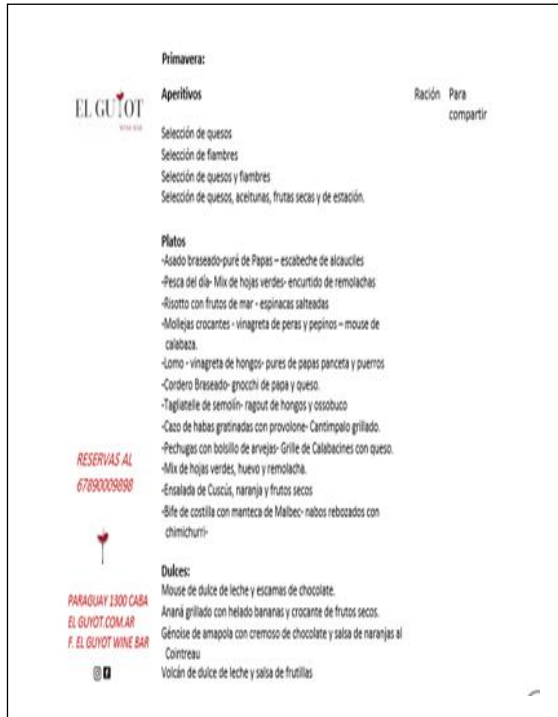 Primavera:
EL GUYOT
WINE BAR
Aperitivos
Ración Para
compartir
Selección de quesos
Selección de fiambres
Selección de quesos y fiambres
Selección de quesos, aceitunas, frutas secas y de estación.
Platos
-Asado braseado-puré de Papas – escabeche de alcauciles
-Pesca del día- Mix de hojas verdes- encurtido de remolachas
-Risotto con frutos de mar - espinacas salteadas
-Mollejas crocantes - vinagreta de peras y pepinos – mouse de
calabaza.
-Lomo - vinagreta de hongos- pures de papas panceta y puerros
-Cordero Braseado- gnocchi de papa y queso.
-Tagliatelle de semolín- ragout de hongos y ossobuco
-Cazo de habas gratinadas con provolone- Cantimpalo grillado.
-Pechugas con bolsillo de arvejas- Grille de Calabacines con queso.
-Mix de hojas verdes, huevo y remolacha.
-Ensalada de Cuscús, naranja y frutos secos
-Bife de costilla con manteca de Malbec- nabos rebozados con
chimichurri-
RESERVAS AL
67890009898
Dulces:
Mouse de dulce de leche y escamas de chocolate.
Ananá grillado con helado bananas y crocante de frutos secos.
Génoise de amapola con cremoso de chocolate y salsa de naranjas al
Cointreau
Volcán de dulce de leche y salsa de frutillas
PARAGUAY 1300 CABA
EL GUYOT.COM.AR
F. EL GUYOT WINE BAR